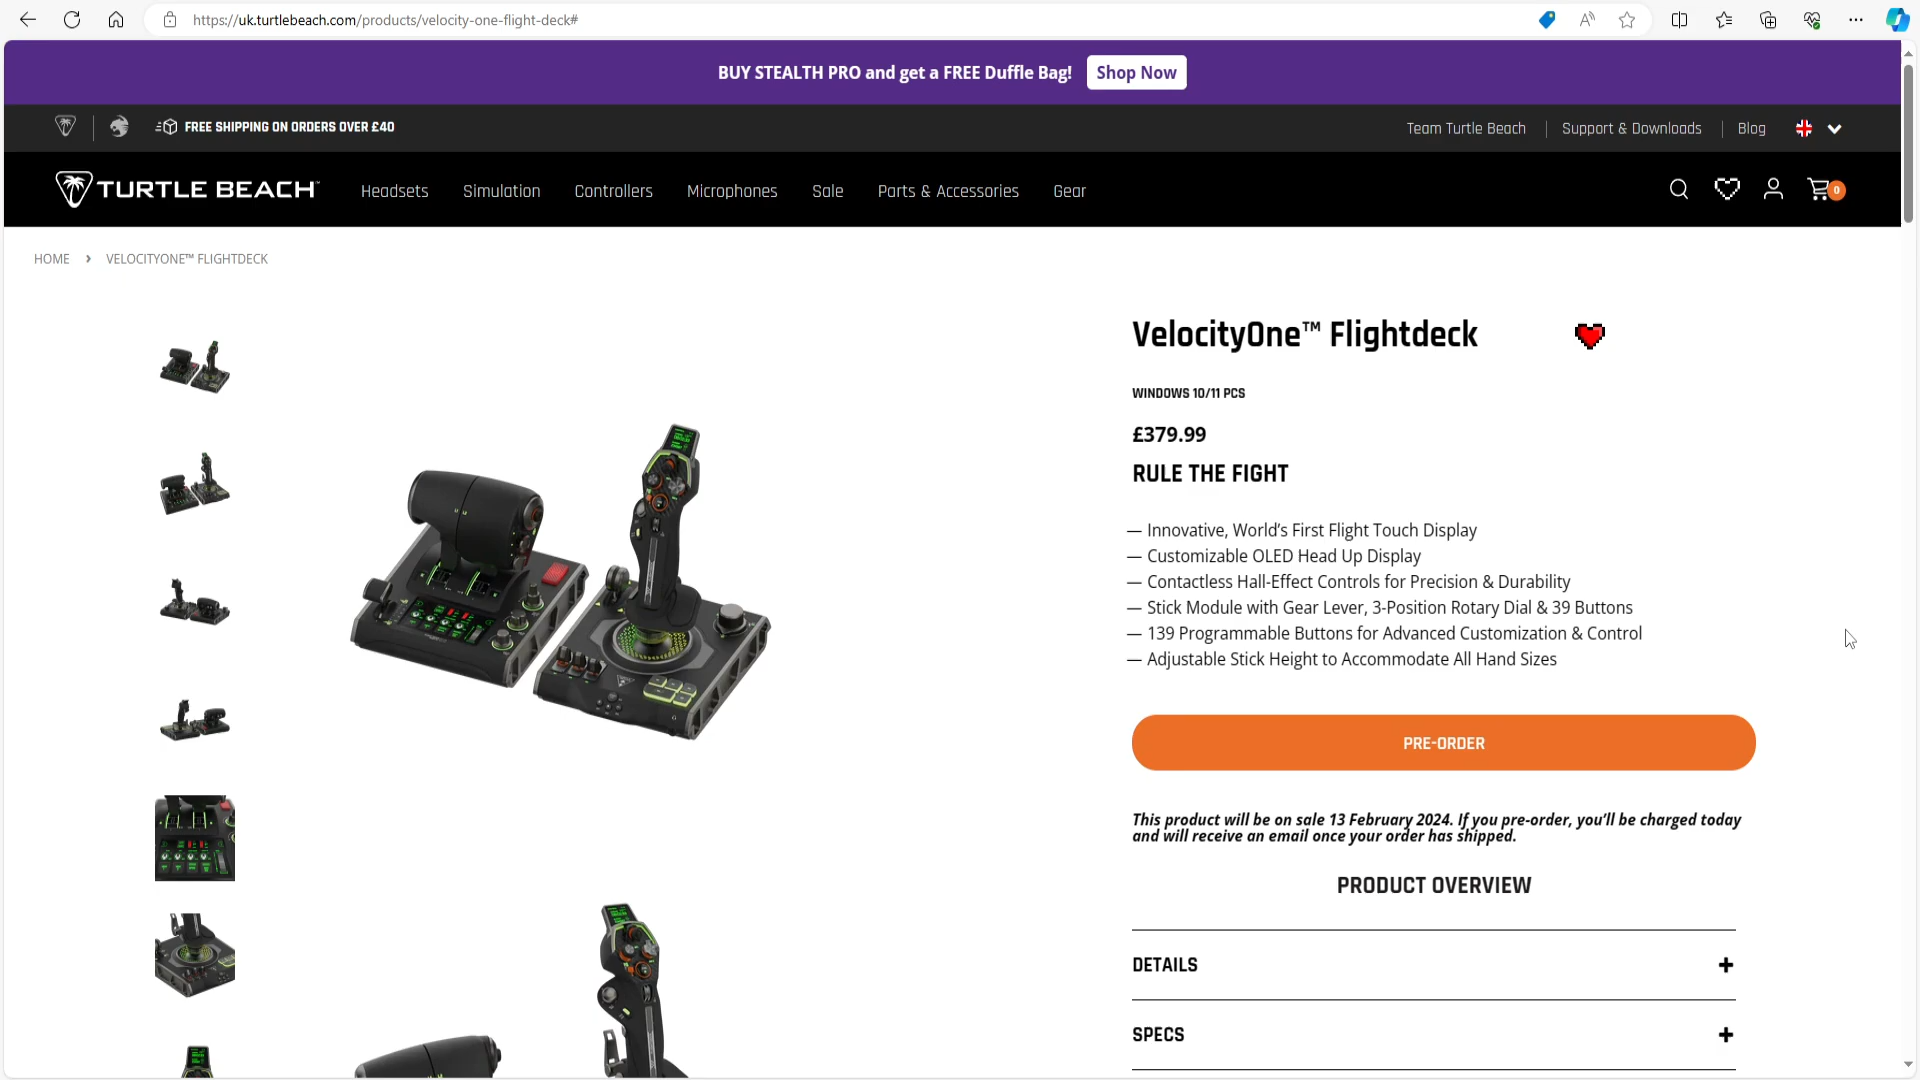 https://uk.turtlebeach.com/products/velocity-one-flight-deck#
BUY STEALTH PRO and get a FREE Duffle Bag! Shop Now
FREE SHIPPING ON ORDERS OVER £40
Team Turtle Beach
Support & Downloads
Blog
TURTLE BEACH
Headsets Simulation Controllers Microphones Sale Parts & Accessories Gear
0
HOME › VELOCITYONE™ FLIGHTDECK
VelocityOne™ Flightdeck
WINDOWS 10/11 PCS
£379.99
RULE THE FIGHT
— Innovative, World’s First Flight Touch Display
— Customizable OLED Head Up Display
— Contactless Hall-Effect Controls for Precision & Durability
— Stick Module with Gear Lever, 3-Position Rotary Dial & 39 Buttons
— 139 Programmable Buttons for Advanced Customization & Control
— Adjustable Stick Height to Accommodate All Hand Sizes
PRE-ORDER
This product will be on sale 13 February 2024. If you pre-order, you’ll be charged today
and will receive an email once your order has shipped.
PRODUCT OVERVIEW
DETAILS +
SPECS +